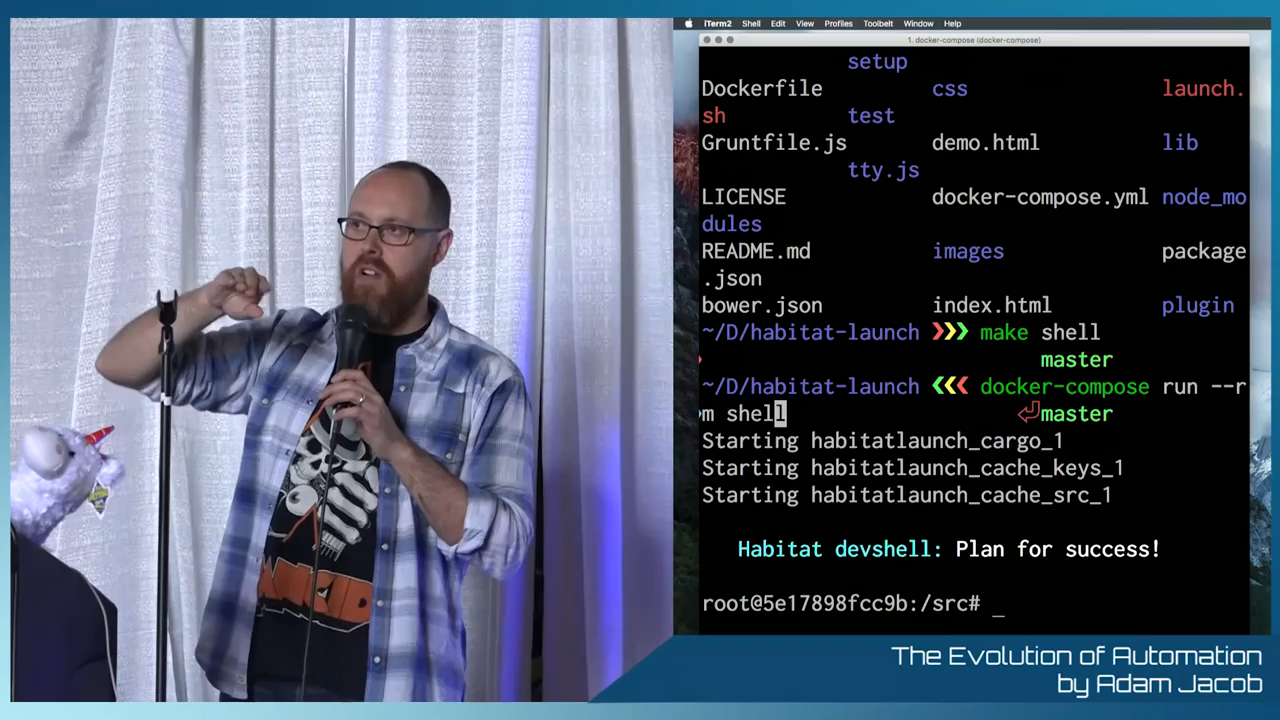 iTerm2 Shell Edit View Profiles Toolbelt Window Help
1. docker-compose (docker-compose)
setup
Dockerfile css launch.
sh test
Gruntfile.js demo.html lib
tty.js
LICENSE docker-compose.yml node_mo
dules
README.md images package
.json
bower.json index.html plugin
~/D/habitat-launch ❯❯❯ make shell
master
~/D/habitat-launch ❮❮❮ docker-compose run --r
m shell ⏎master
Starting habitatlaunch_cargo_1
Starting habitatlaunch_cache_keys_1
Starting habitatlaunch_cache_src_1
Habitat devshell: Plan for success!
root@5e17898fcc9b:/src# _
The Evolution of Automation
by Adam Jacob